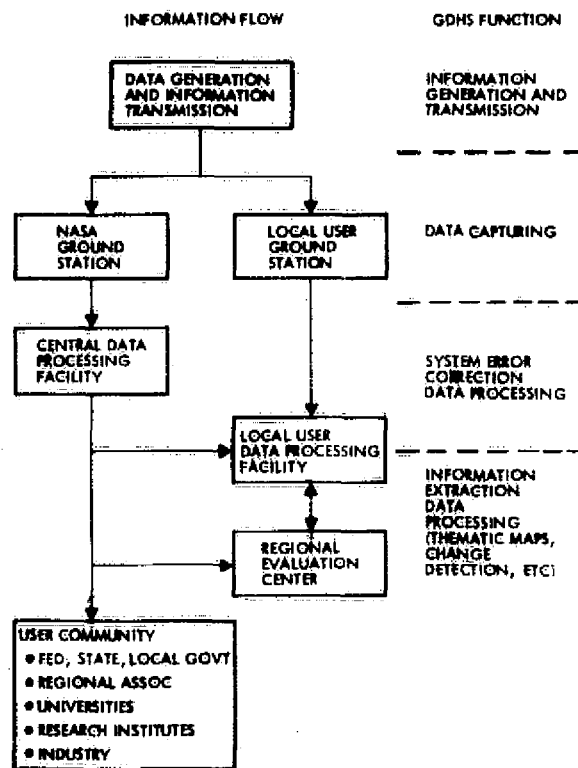 INFORMATION FLOW
GDHS FUNCTION
DATA GENERATION
AND INFORMATION
TRANSMISSION
INFORMATION
GENERATION AND
TRANSMISSION
NASA
GROUND
STATION
LOCAL USER
GROUND
STATION
DATA CAPTURING
CENTRAL DATA
PROCESSING
FACILITY
SYSTEM ERROR
CORRECTION
DATA PROCESSING
LOCAL USER
DATA PROCESSING
FACILITY
INFORMATION
EXTRACTION
DATA
PROCESSING
(THEMATIC MAPS,
CHANGE
DETECTION, ETC)
REGIONAL
EVALUATION
CENTER
USER COMMUNITY
• FED, STATE, LOCAL GOVT
• REGIONAL ASSOC
• UNIVERSITIES
• RESEARCH INSTITUTES
• INDUSTRY